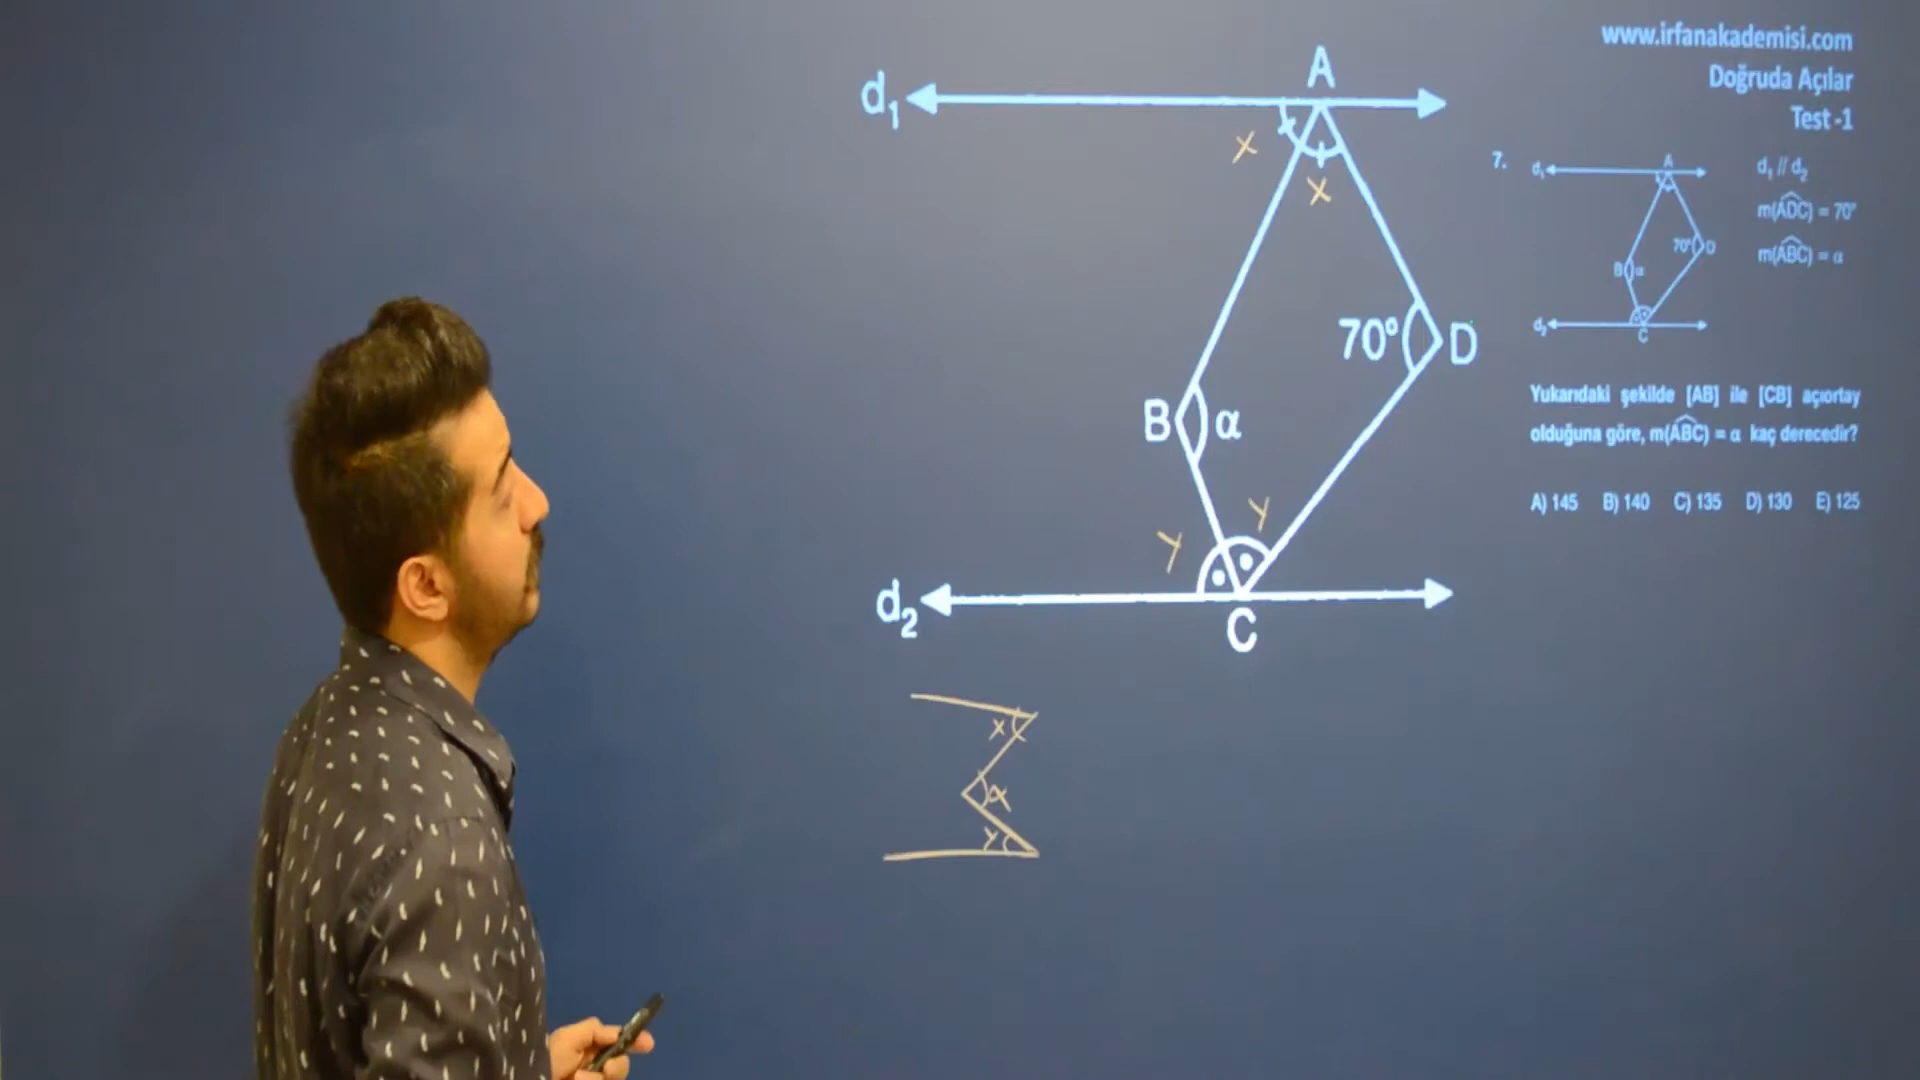 www.irfanakademisi.com
Doğruda Açılar
Test -1
A
d₁
x
x
70°
D
B
α
y
y
d₂
C
x
α
y
7.
d₁
A
70°
D
B
α
d₂
C
d₁ // d₂
m(ADC) = 70°
m(ABC) = α
Yukarıdaki şekilde [AB] ile [CB] açıortay
olduğuna göre, m(ABC) = α kaç derecedir?
A) 145 B) 140 C) 135 D) 130 E) 125